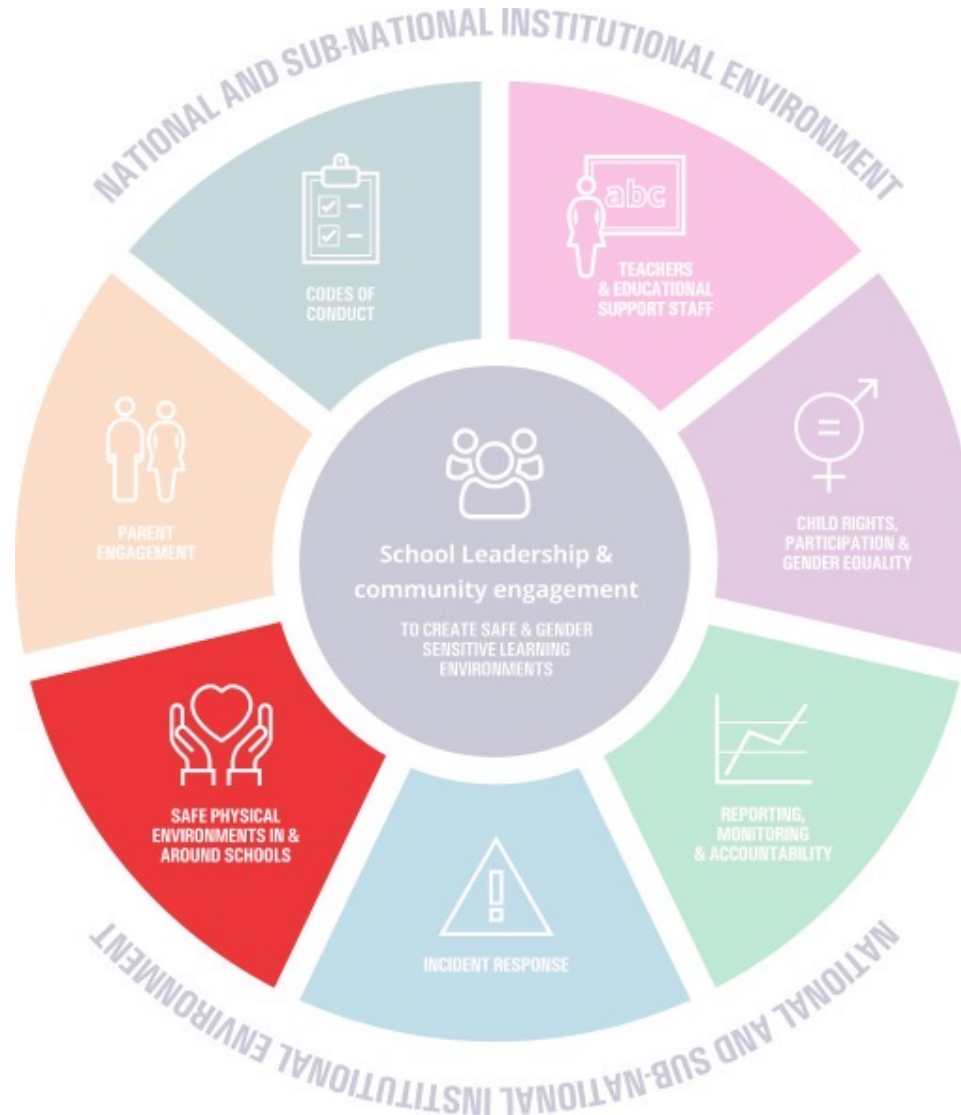 NATIONAL AND SUB-NATIONAL INSTITUTIONAL ENVIRONMENT
CODES OF
CONDUCT
abc
TEACHERS
& EDUCATIONAL
SUPPORT STAFF
PARENT
ENGAGEMENT
School Leadership &
community engagement
TO CREATE SAFE & GENDER
SENSITIVE LEARNING
ENVIRONMENTS
CHILD RIGHTS,
PARTICIPATION &
GENDER EQUALITY
SAFE PHYSICAL
ENVIRONMENTS IN &
AROUND SCHOOLS
INCIDENT RESPONSE
REPORTING,
MONITORING
& ACCOUNTABILITY
NATIONAL AND SUB-NATIONAL INSTITUTIONAL ENVIRONMENT